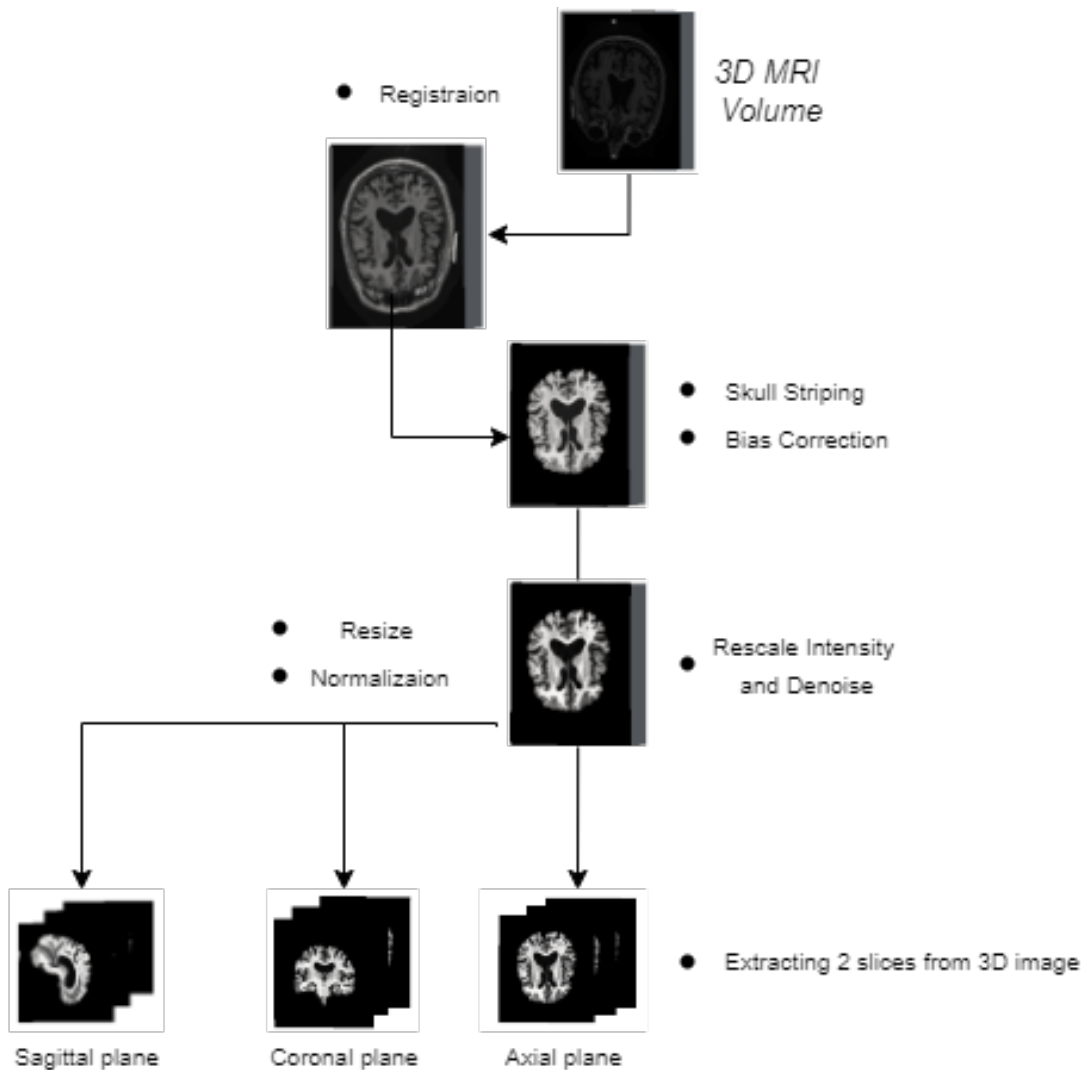 3D MRI
Volume
Registraion
Skull Striping
Bias Correction
Resize
Normalizaion
Rescale Intensity
and Denoise
Extracting 2 slices from 3D image
Sagittal plane
Coronal plane
Axial plane